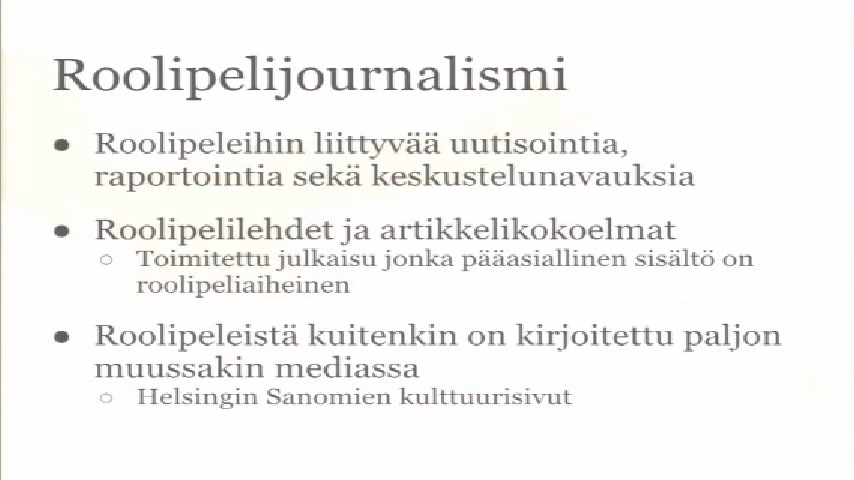 Roolipelijournalismi
● Roolipeleihin liittyvää uutisointia,
raportointia sekä keskustelunavauksia
● Roolipelilehdet ja artikkelikokoelmat
○ Toimitettu julkaisu jonka pääasiallinen sisältö on
roolipeliaiheinen
● Roolipeleistä kuitenkin on kirjoitettu paljon
muussakin mediassa
○ Helsingin Sanomien kulttuurisivut